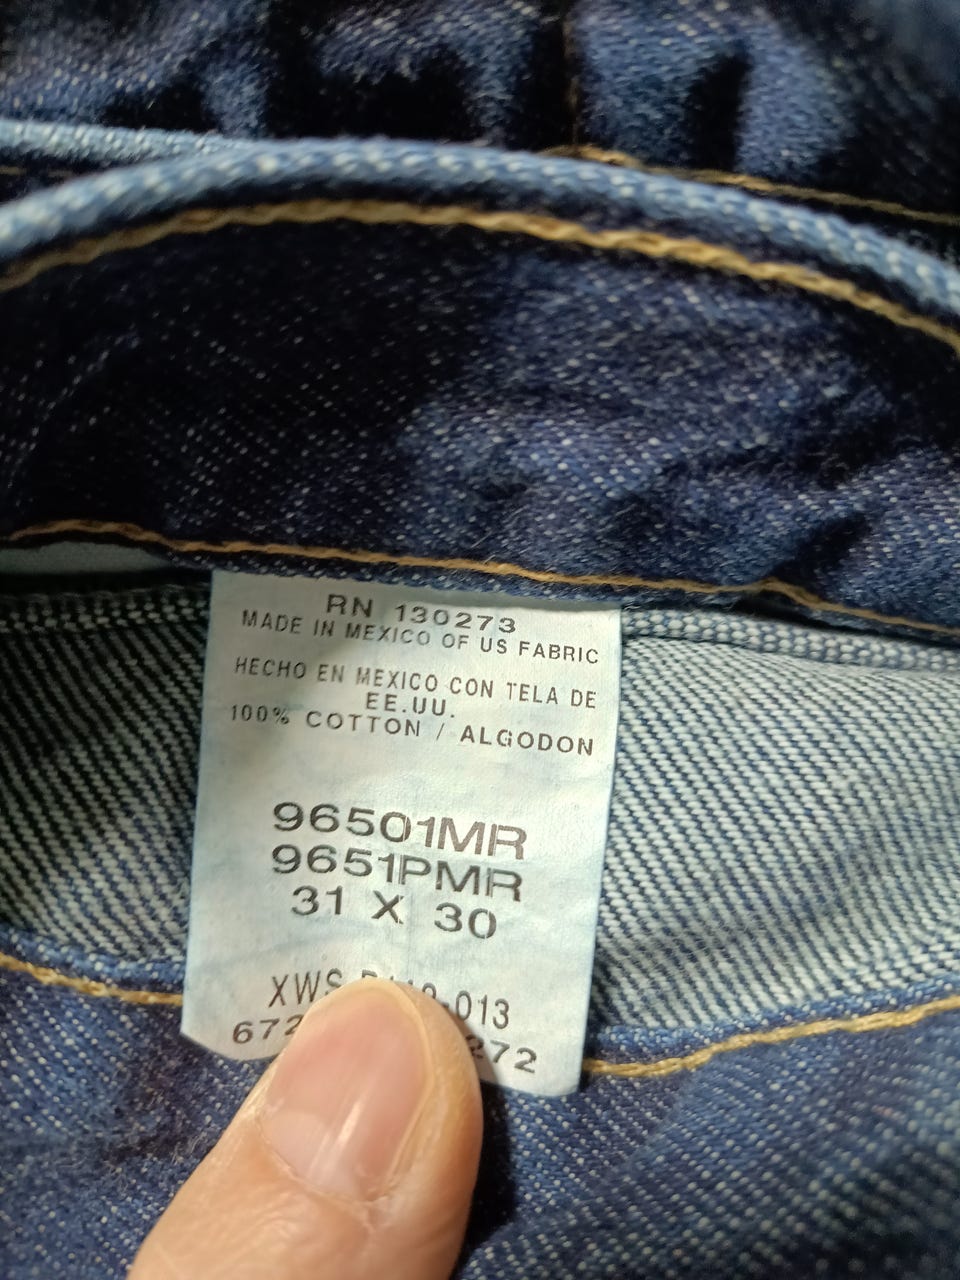 RN 130273
MADE IN MEXICO OF US FABRIC
HECHO EN MEXICO CON TELA DE
EE.UU.
100% COTTON / ALGODON
96501MR
9651PMR
31 X 30